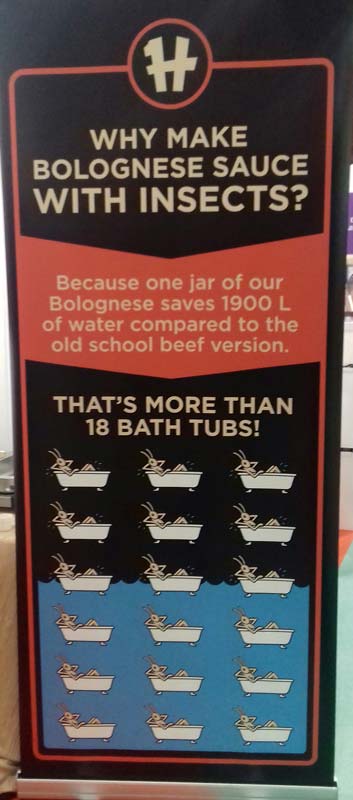 H
WHY MAKE
BOLOGNESE SAUCE
WITH INSECTS?
Because one jar of our
Bolognese saves 1900 L
of water compared to the
old school beef version.
THAT'S MORE THAN
18 BATH TUBS!